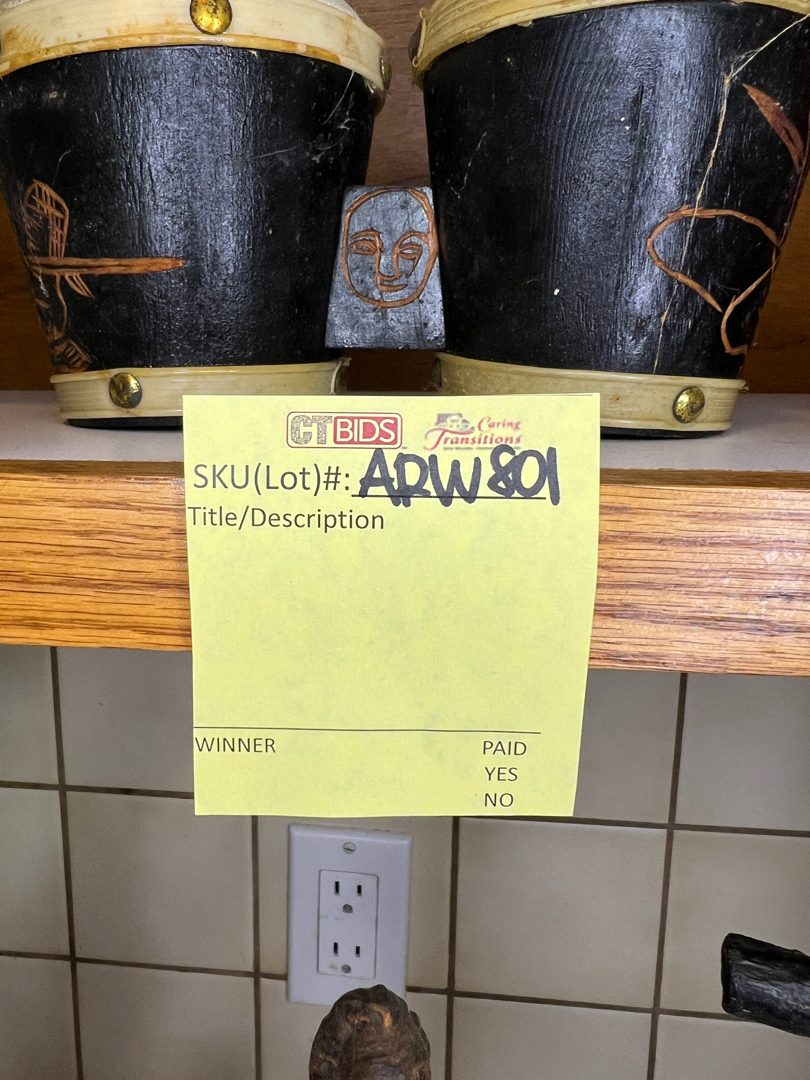 CTBIDS
Caring
Transitions
SKU(Lot)#: ARW801
Title/Description
WINNER PAID
YES
NO